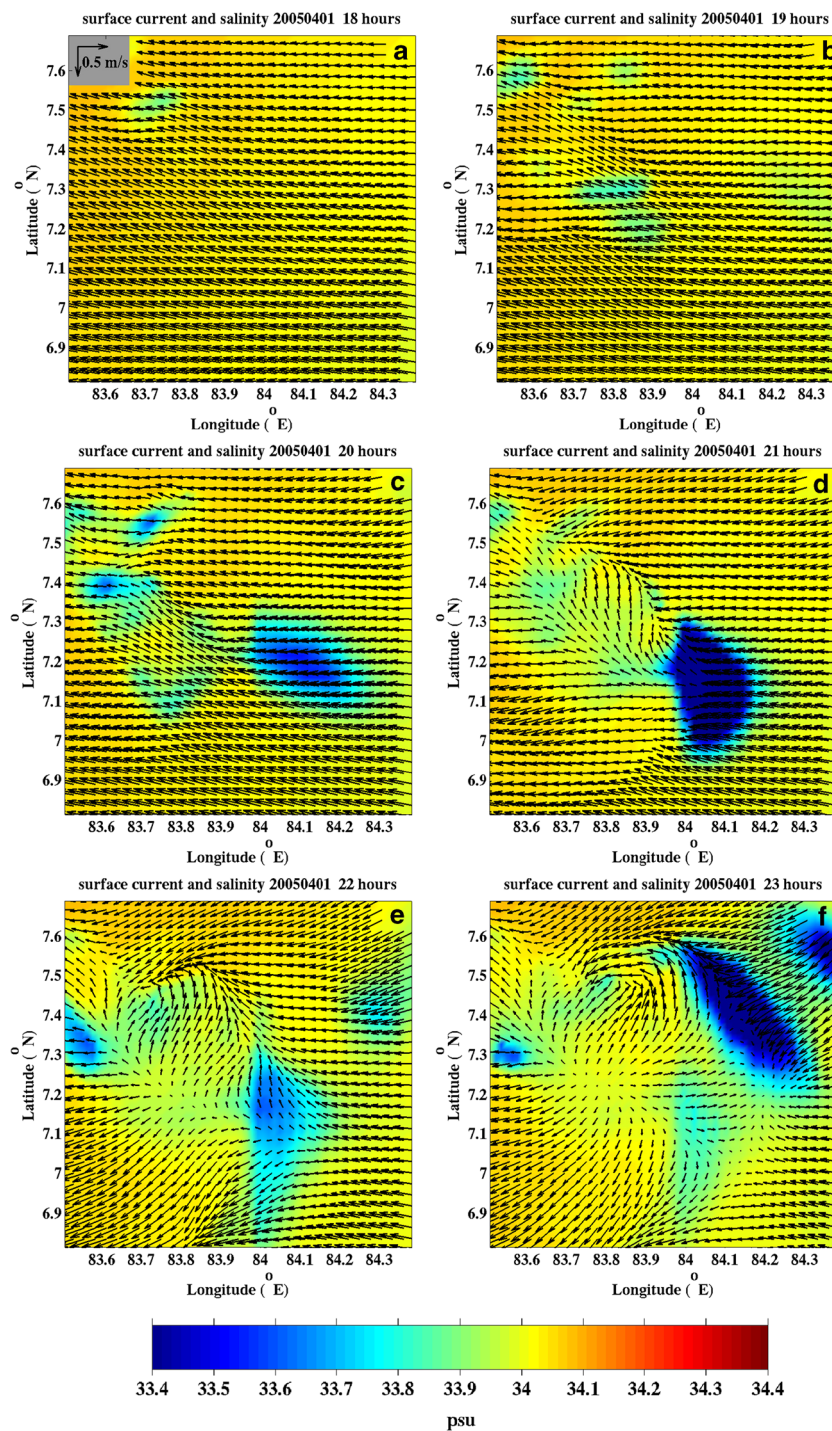 surface current and salinity 20050401 18 hours
a
0.5 m/s
7.6
7.5
7.4
7.3
7.2
7.1
7
6.9
Latitude ( °N)
83.6 83.7 83.8 83.9 84 84.1 84.2 84.3
Longitude ( °E)
surface current and salinity 20050401 19 hours
b
7.6
7.5
7.4
7.3
7.2
7.1
7
6.9
Latitude ( °N)
83.6 83.7 83.8 83.9 84 84.1 84.2 84.3
Longitude ( °E)
surface current and salinity 20050401 20 hours
c
7.6
7.5
7.4
7.3
7.2
7.1
7
6.9
Latitude ( °N)
83.6 83.7 83.8 83.9 84 84.1 84.2 84.3
Longitude ( °E)
surface current and salinity 20050401 21 hours
d
7.6
7.5
7.4
7.3
7.2
7.1
7
6.9
Latitude ( °N)
83.6 83.7 83.8 83.9 84 84.1 84.2 84.3
Longitude ( °E)
surface current and salinity 20050401 22 hours
e
7.6
7.5
7.4
7.3
7.2
7.1
7
6.9
Latitude ( °N)
83.6 83.7 83.8 83.9 84 84.1 84.2 84.3
Longitude ( °E)
surface current and salinity 20050401 23 hours
f
7.6
7.5
7.4
7.3
7.2
7.1
7
6.9
Latitude ( °N)
83.6 83.7 83.8 83.9 84 84.1 84.2 84.3
Longitude ( °E)
33.4 33.5 33.6 33.7 33.8 33.9 34 34.1 34.2 34.3 34.4
psu